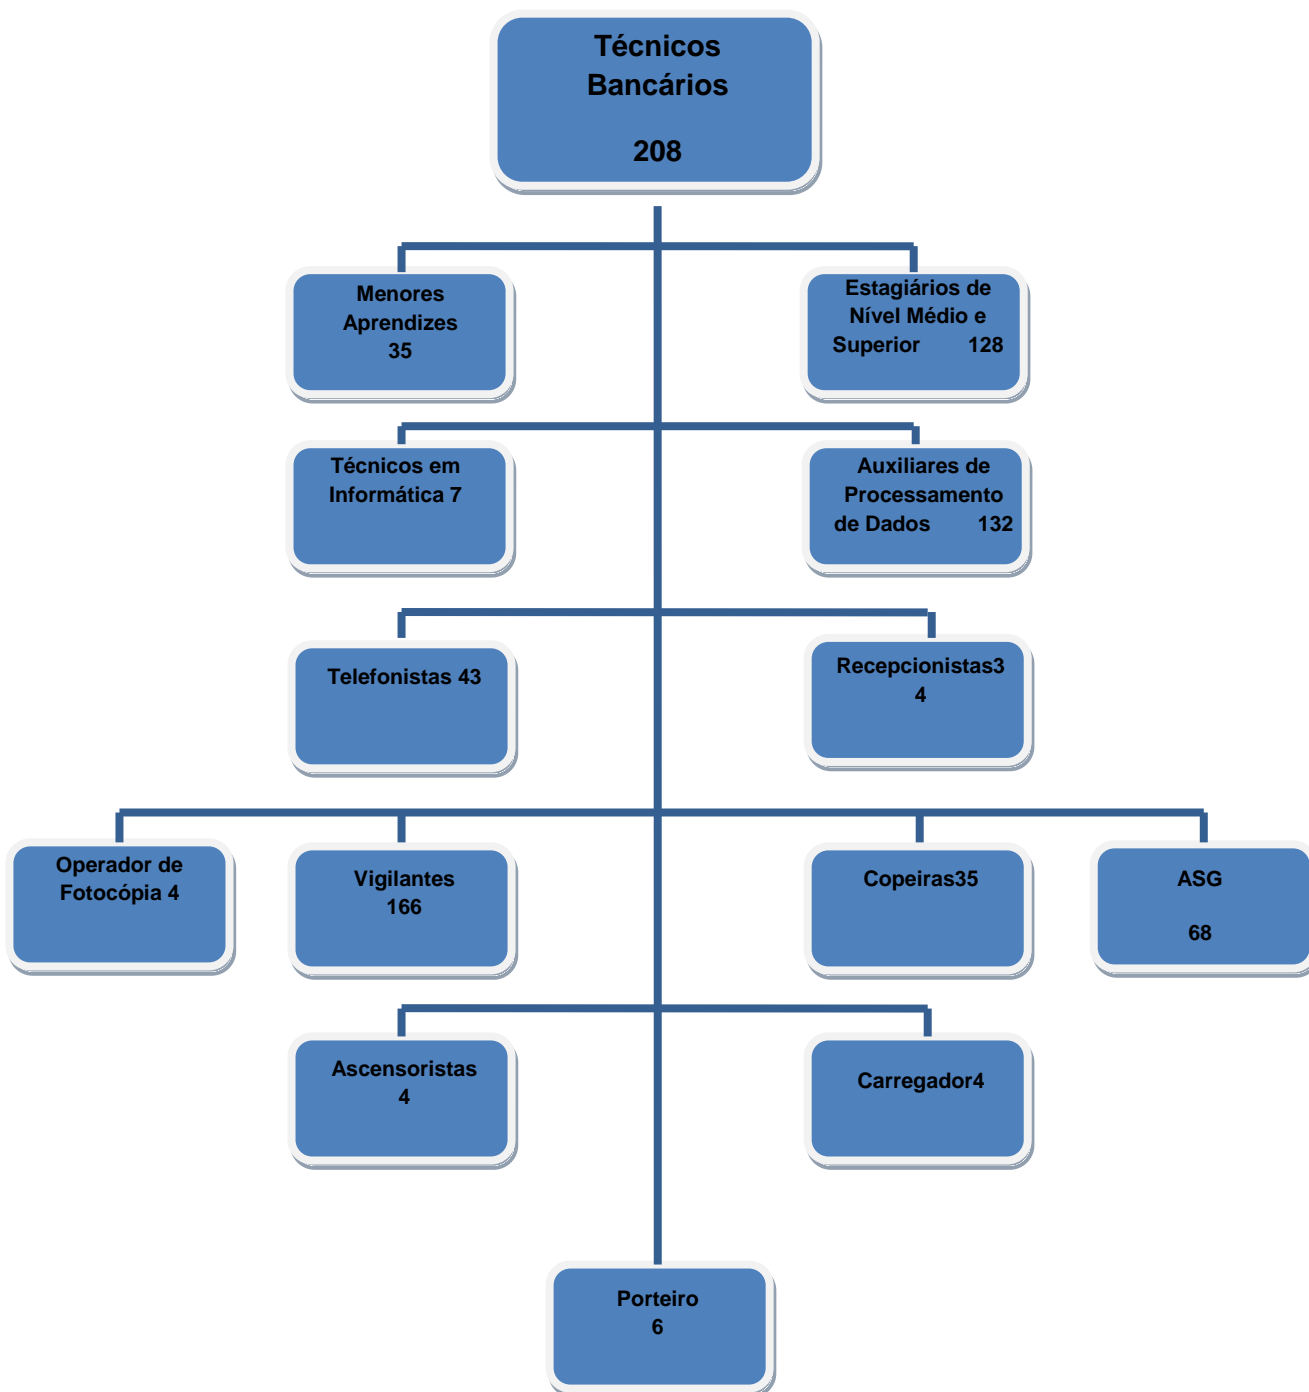 Técnicos
Bancários
208
Menores
Aprendizes
35
Estagiários de
Nível Médio e
Superior 128
Técnicos em
Informática 7
Auxiliares de
Processamento
de Dados 132
Telefonistas 43
Recepcionistas3
4
Operador de
Fotocópia 4
Vigilantes
166
Copeiras35
ASG
68
Ascensoristas
4
Carregador4
Porteiro
6